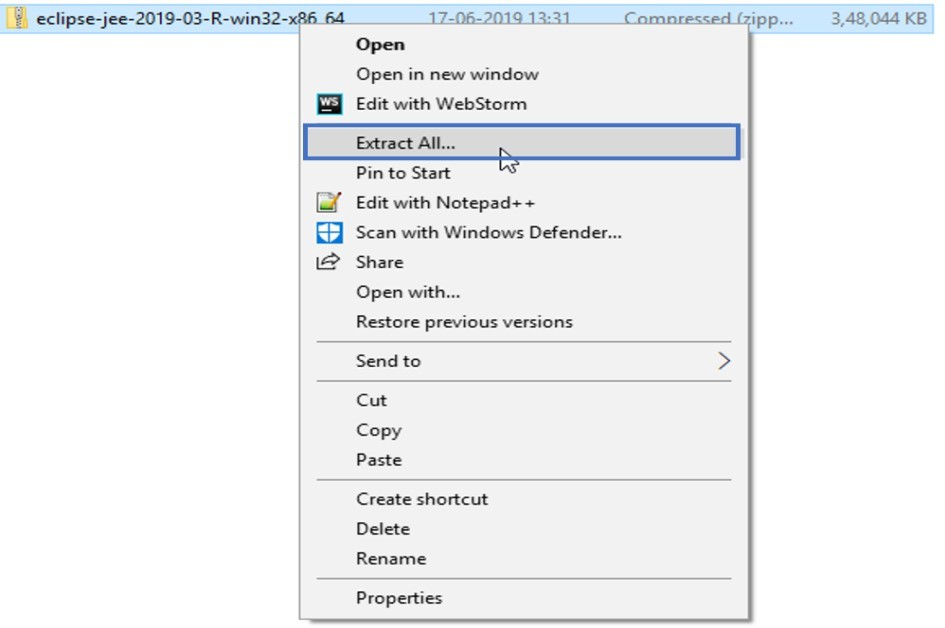 eclipse-jee-2019-03-R-win32-x86_64 17-06-2019 13:31 Compressed (zipp... 3,48,044 KB
Open
Open in new window
WS Edit with WebStorm
Extract All...
Pin to Start
Edit with Notepad++
Scan with Windows Defender...
Share
Open with...
Restore previous versions
Send to
Cut
Copy
Paste
Create shortcut
Delete
Rename
Properties